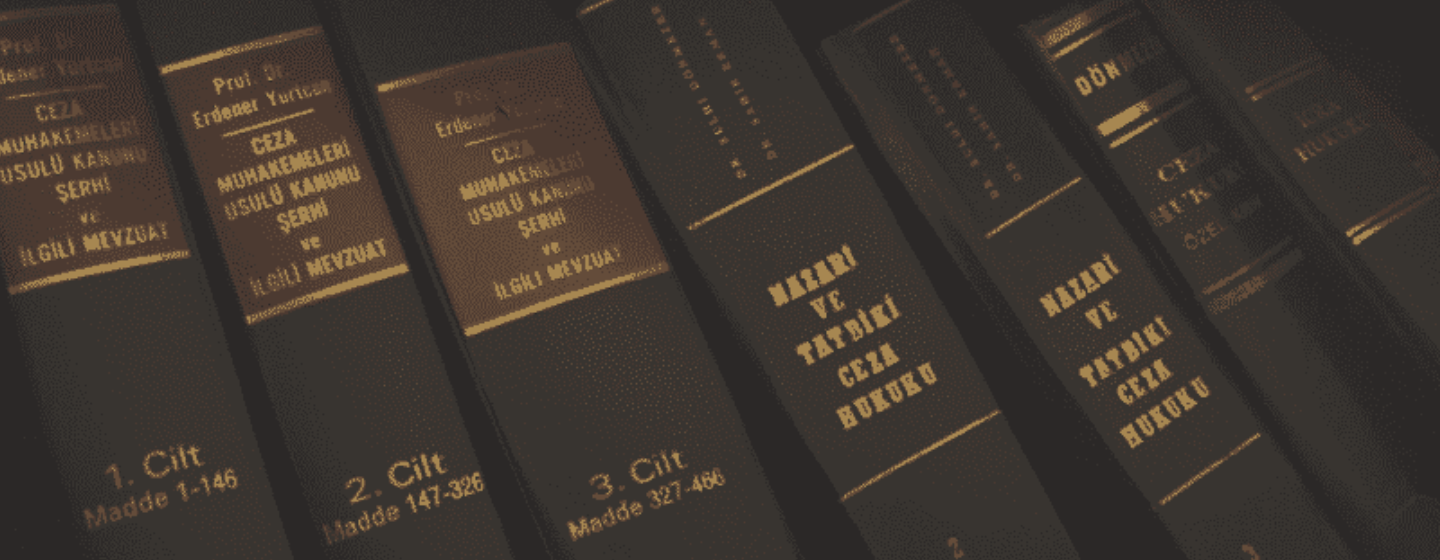 Prof. Dr.
Erdener Yurtcan
CEZA
MUHAKEMELERİ
USULÜ KANUNU
ŞERHİ
ve
İLGİLİ MEVZUAT
1. Cilt
Madde 1-146
Prof. Dr.
Erdener Yurtcan
CEZA
MUHAKEMELERİ
USULÜ KANUNU
ŞERHİ
ve
İLGİLİ MEVZUAT
2. Cilt
Madde 147-326
Erdener
CEZA
MUHAKEMELERİ
USULÜ KANUNU
ŞERHİ
ve
İLGİLİ MEVZUAT
3. Cilt
Madde 327-466
NAZARİ
VE
TATBİKİ
CEZA
HUKUKU
2
NAZARİ
VE
TATBİKİ
CEZA
HUKUKU
3
CEZA